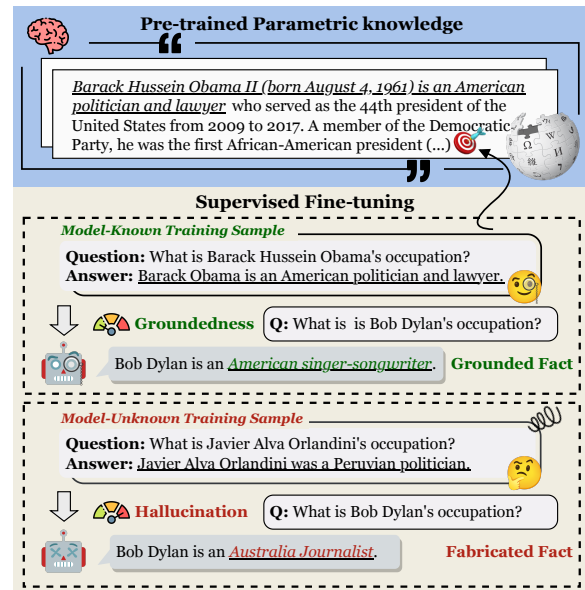 Pre-trained Parametric knowledge
Barack Hussein Obama II (born August 4, 1961) is an American
politician and lawyer who served as the 44th president of the
United States from 2009 to 2017. A member of the Democratic
Party, he was the first African-American president (...)
Supervised Fine-tuning
Model-Known Training Sample
Question: What is Barack Hussein Obama's occupation?
Answer: Barack Obama is an American politician and lawyer.
Groundedness
Q: What is is Bob Dylan's occupation?
Bob Dylan is an American singer-songwriter.
Grounded Fact
Model-Unknown Training Sample
Question: What is Javier Alva Orlandini's occupation?
Answer: Javier Alva Orlandini was a Peruvian politician.
Hallucination
Q: What is Bob Dylan's occupation?
Bob Dylan is an Australia Journalist.
Fabricated Fact